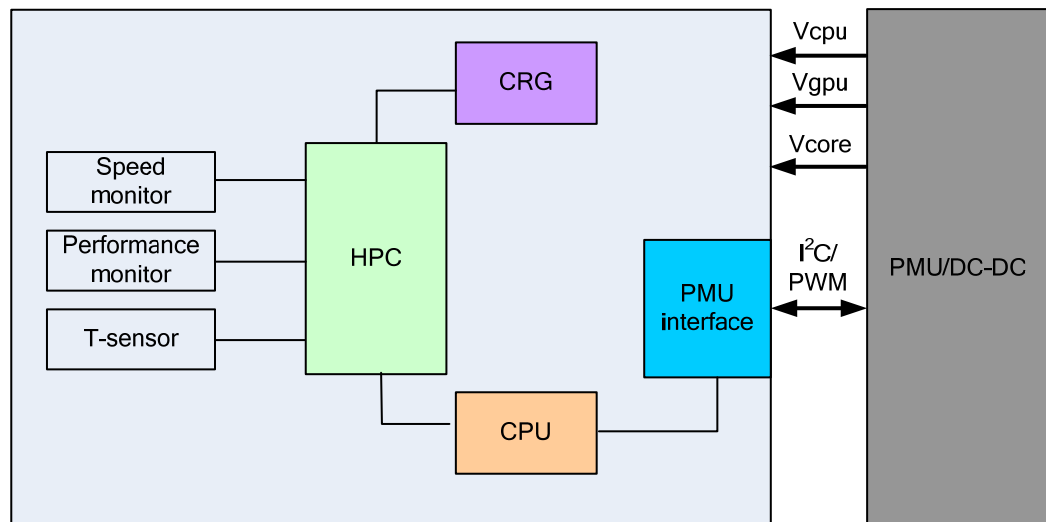 Vcpu
CRG
Vgpu
Vcore
Speed
monitor
Performance
monitor
HPC
I²C/
PWM
PMU/DC-DC
PMU
interface
T-sensor
CPU